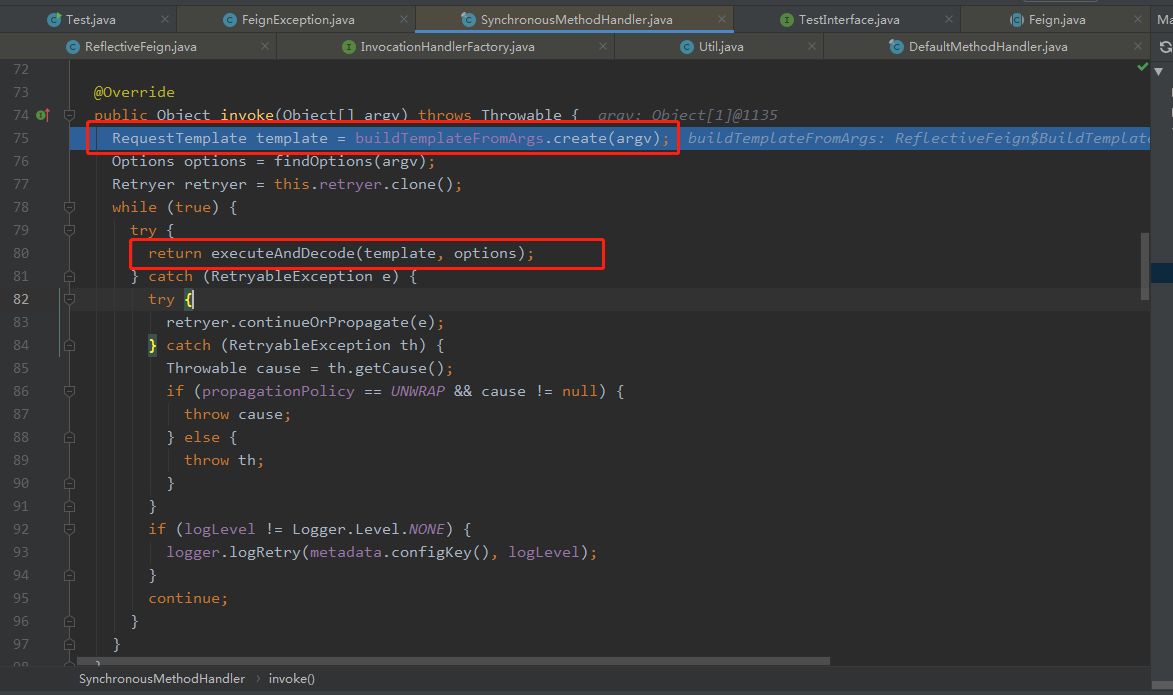 Test.java FeignException.java SynchronousMethodHandler.java TestInterface.java Feign.java Ma
ReflectiveFeign.java InvocationHandlerFactory.java Util.java DefaultMethodHandler.java
72
73 @Override
74 public Object invoke(Object[] argv) throws Throwable { argv: Object[1]@1135
75 RequestTemplate template = buildTemplateFromArgs.create(argv); buildTemplateFromArgs: ReflectiveFeign$BuildTemplate
76 Options options = findOptions(argv);
77 Retryer retryer = this.retryer.clone();
78 while (true) {
79 try {
80 return executeAndDecode(template, options);
81 } catch (RetryableException e) {
82 try {
83 retryer.continueOrPropagate(e);
84 } catch (RetryableException th) {
85 Throwable cause = th.getCause();
86 if (propagationPolicy == UNWRAP && cause != null) {
87 throw cause;
88 } else {
89 throw th;
90 }
91 }
92 if (logLevel != Logger.Level.NONE) {
93 logger.logRetry(metadata.configKey(), logLevel);
94 }
95 continue;
96 }
97 }
98 }
SynchronousMethodHandler › invoke()